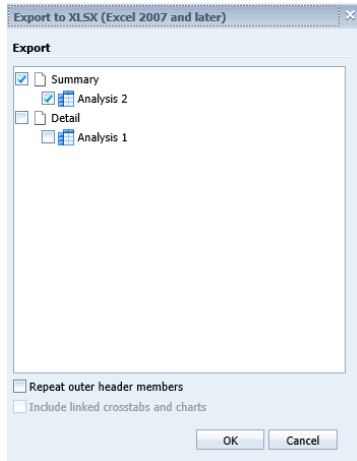 Export to XLSX (Excel 2007 and later)
Export
Summary
Analysis 2
Detail
Analysis 1
Repeat outer header members
Include linked crosstabs and charts
OK Cancel